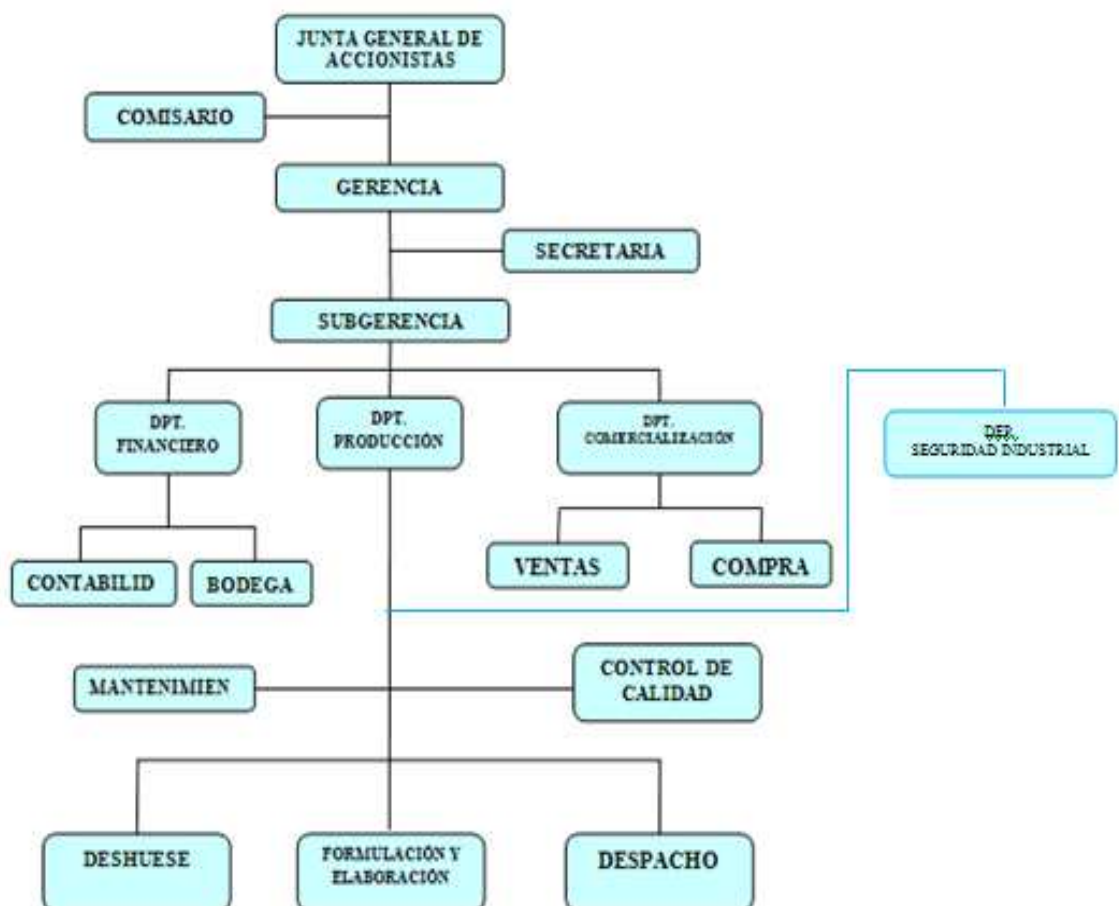 JUNTA GENERAL DE
ACCIONISTAS
COMISARIO
GERENCIA
SECRETARIA
SUBGERENCIA
DPT.
FINANCIERO
DPT.
PRODUCCIÓN
DPT.
COMERCIALIZACIÓN
DEP.
SEGURIDAD INDUSTRIAL
CONTABILID
BODEGA
VENTAS
COMPRA
MANTENIMIEN
CONTROL DE
CALIDAD
DESHUESE
FORMULACIÓN Y
ELABORACIÓN
DESPACHO